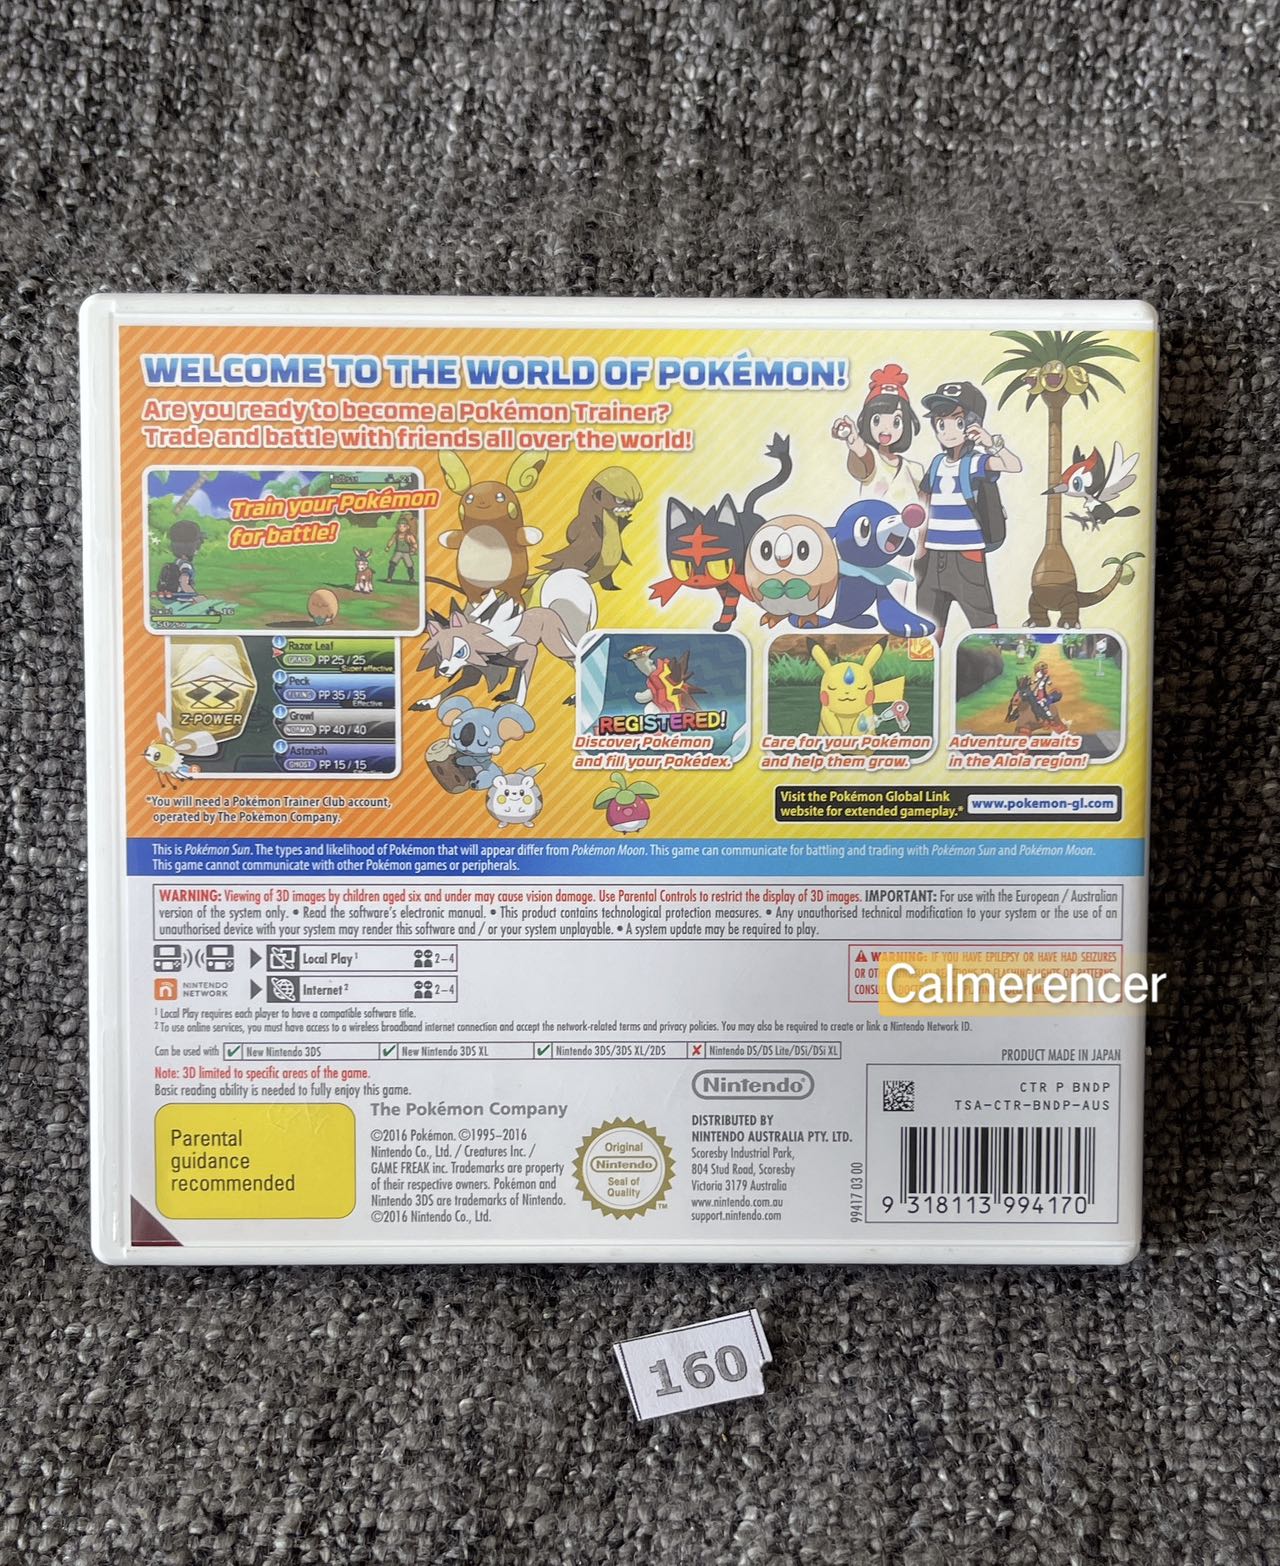 WELCOME TO THE WORLD OF POKÉMON!
Are you ready to become a Pokémon Trainer?
Trade and battle with friends all over the world!
Train your Pokémon
for battle!
Z-POWER
Razor Leaf
GRASS PP 25/25
Super effective
Peck
FLYING PP 35/35
Effective
Growl
NORMAL PP 40/40
Astonish
GHOST PP 15/15
REGISTERED!
Discover Pokémon
and fill your Pokédex.
Care for your Pokémon
and help them grow.
Adventure awaits
in the Alola region!
*You will need a Pokémon Trainer Club account,
operated by The Pokémon Company.
Visit the Pokémon Global Link
website for extended gameplay.*
www.pokemon-gl.com
This is Pokémon Sun. The types and likelihood of Pokémon that will appear differ from Pokémon Moon. This game can communicate for battling and trading with Pokémon Sun and Pokémon Moon.
This game cannot communicate with other Pokémon games or peripherals.
WARNING: Viewing of 3D images by children aged six and under may cause vision damage. Use Parental Controls to restrict the display of 3D images. IMPORTANT: For use with the European / Australian
version of the system only. • Read the software's electronic manual. • This product contains technological protection measures. • Any unauthorised technical modification to your system or the use of an
unauthorised device with your system may render this software and / or your system unplayable. • A system update may be required to play.
Local Play 1 2–4
NINTENDO
NETWORK
Internet 2 2–4
WARNING: IF YOU HAVE EPILEPSY OR HAVE HAD SEIZURES
Calmerencer
1 Local Play requires each player to have a compatible software title.
2 To use online services, you must have access to a wireless broadband internet connection and accept the network-related terms and privacy policies. You may also be required to create or link a Nintendo Network ID.
Can be used with ✓ New Nintendo 3DS ✓ New Nintendo 3DS XL ✓ Nintendo 3DS/3DS XL/2DS ✗ Nintendo DS/DS Lite/DSi/DSi XL
Note: 3D limited to specific areas of the game.
Basic reading ability is needed to fully enjoy this game.
PRODUCT MADE IN JAPAN
Parental
guidance
recommended
The Pokémon Company
©2016 Pokémon. ©1995–2016
Nintendo Co., Ltd. / Creatures Inc. /
GAME FREAK inc. Trademarks are property
of their respective owners. Pokémon and
Nintendo 3DS are trademarks of Nintendo.
©2016 Nintendo Co., Ltd.
Original
Nintendo
Seal of
Quality
TM
Nintendo®
DISTRIBUTED BY
NINTENDO AUSTRALIA PTY. LTD.
Scoresby Industrial Park,
804 Stud Road, Scoresby
Victoria 3179 Australia
www.nintendo.com.au
support.nintendo.com
99417 03 00
CTR P BNDP
TSA-CTR-BNDP-AUS
9 318113 994170
160